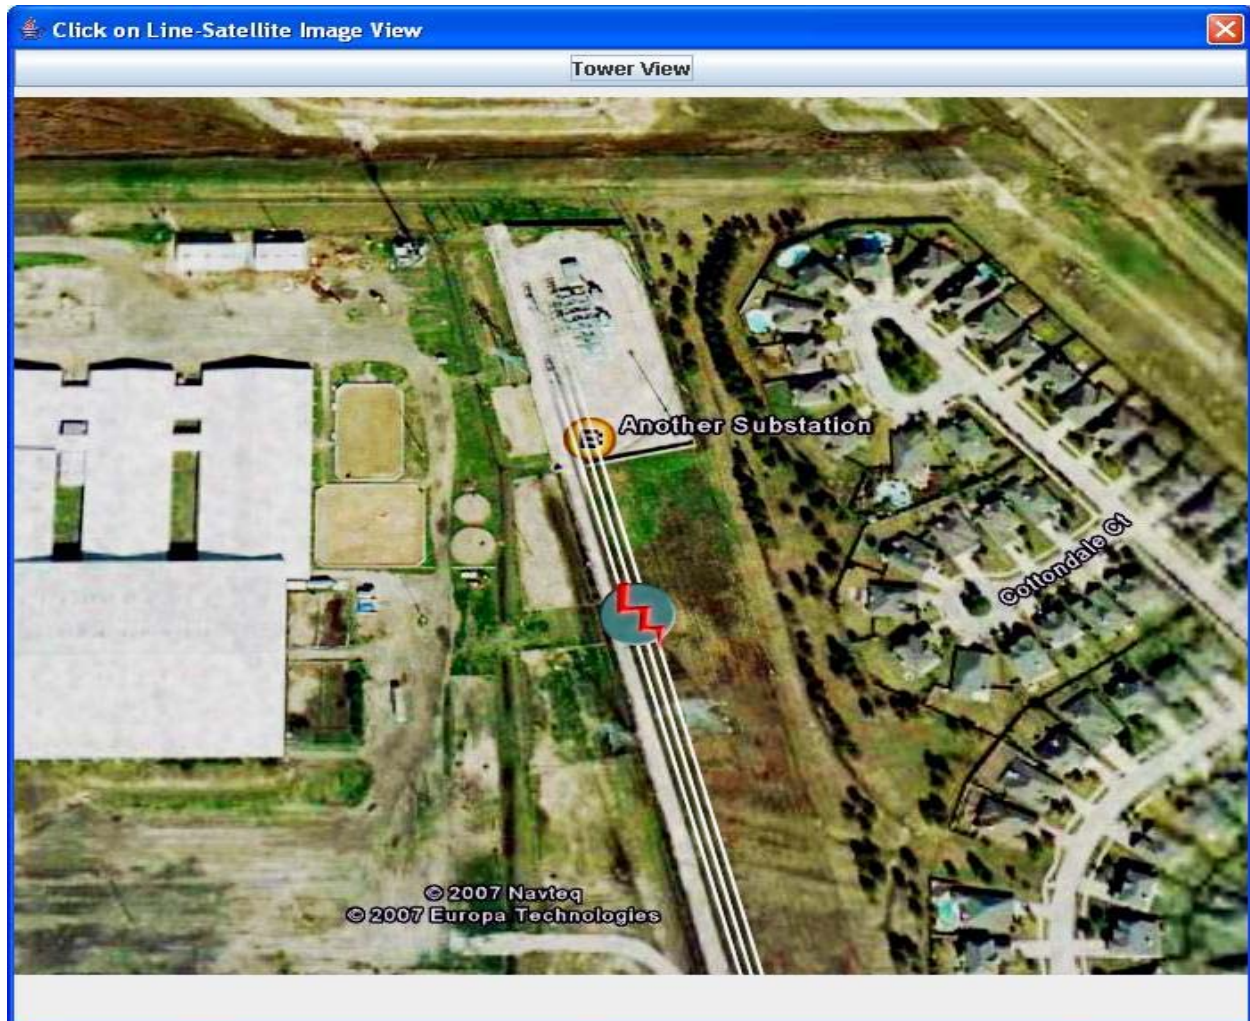 Click on Line-Satellite Image View
Tower View
Another Substation
Cottondale Ct
© 2007 Navteq
© 2007 Europa Technologies